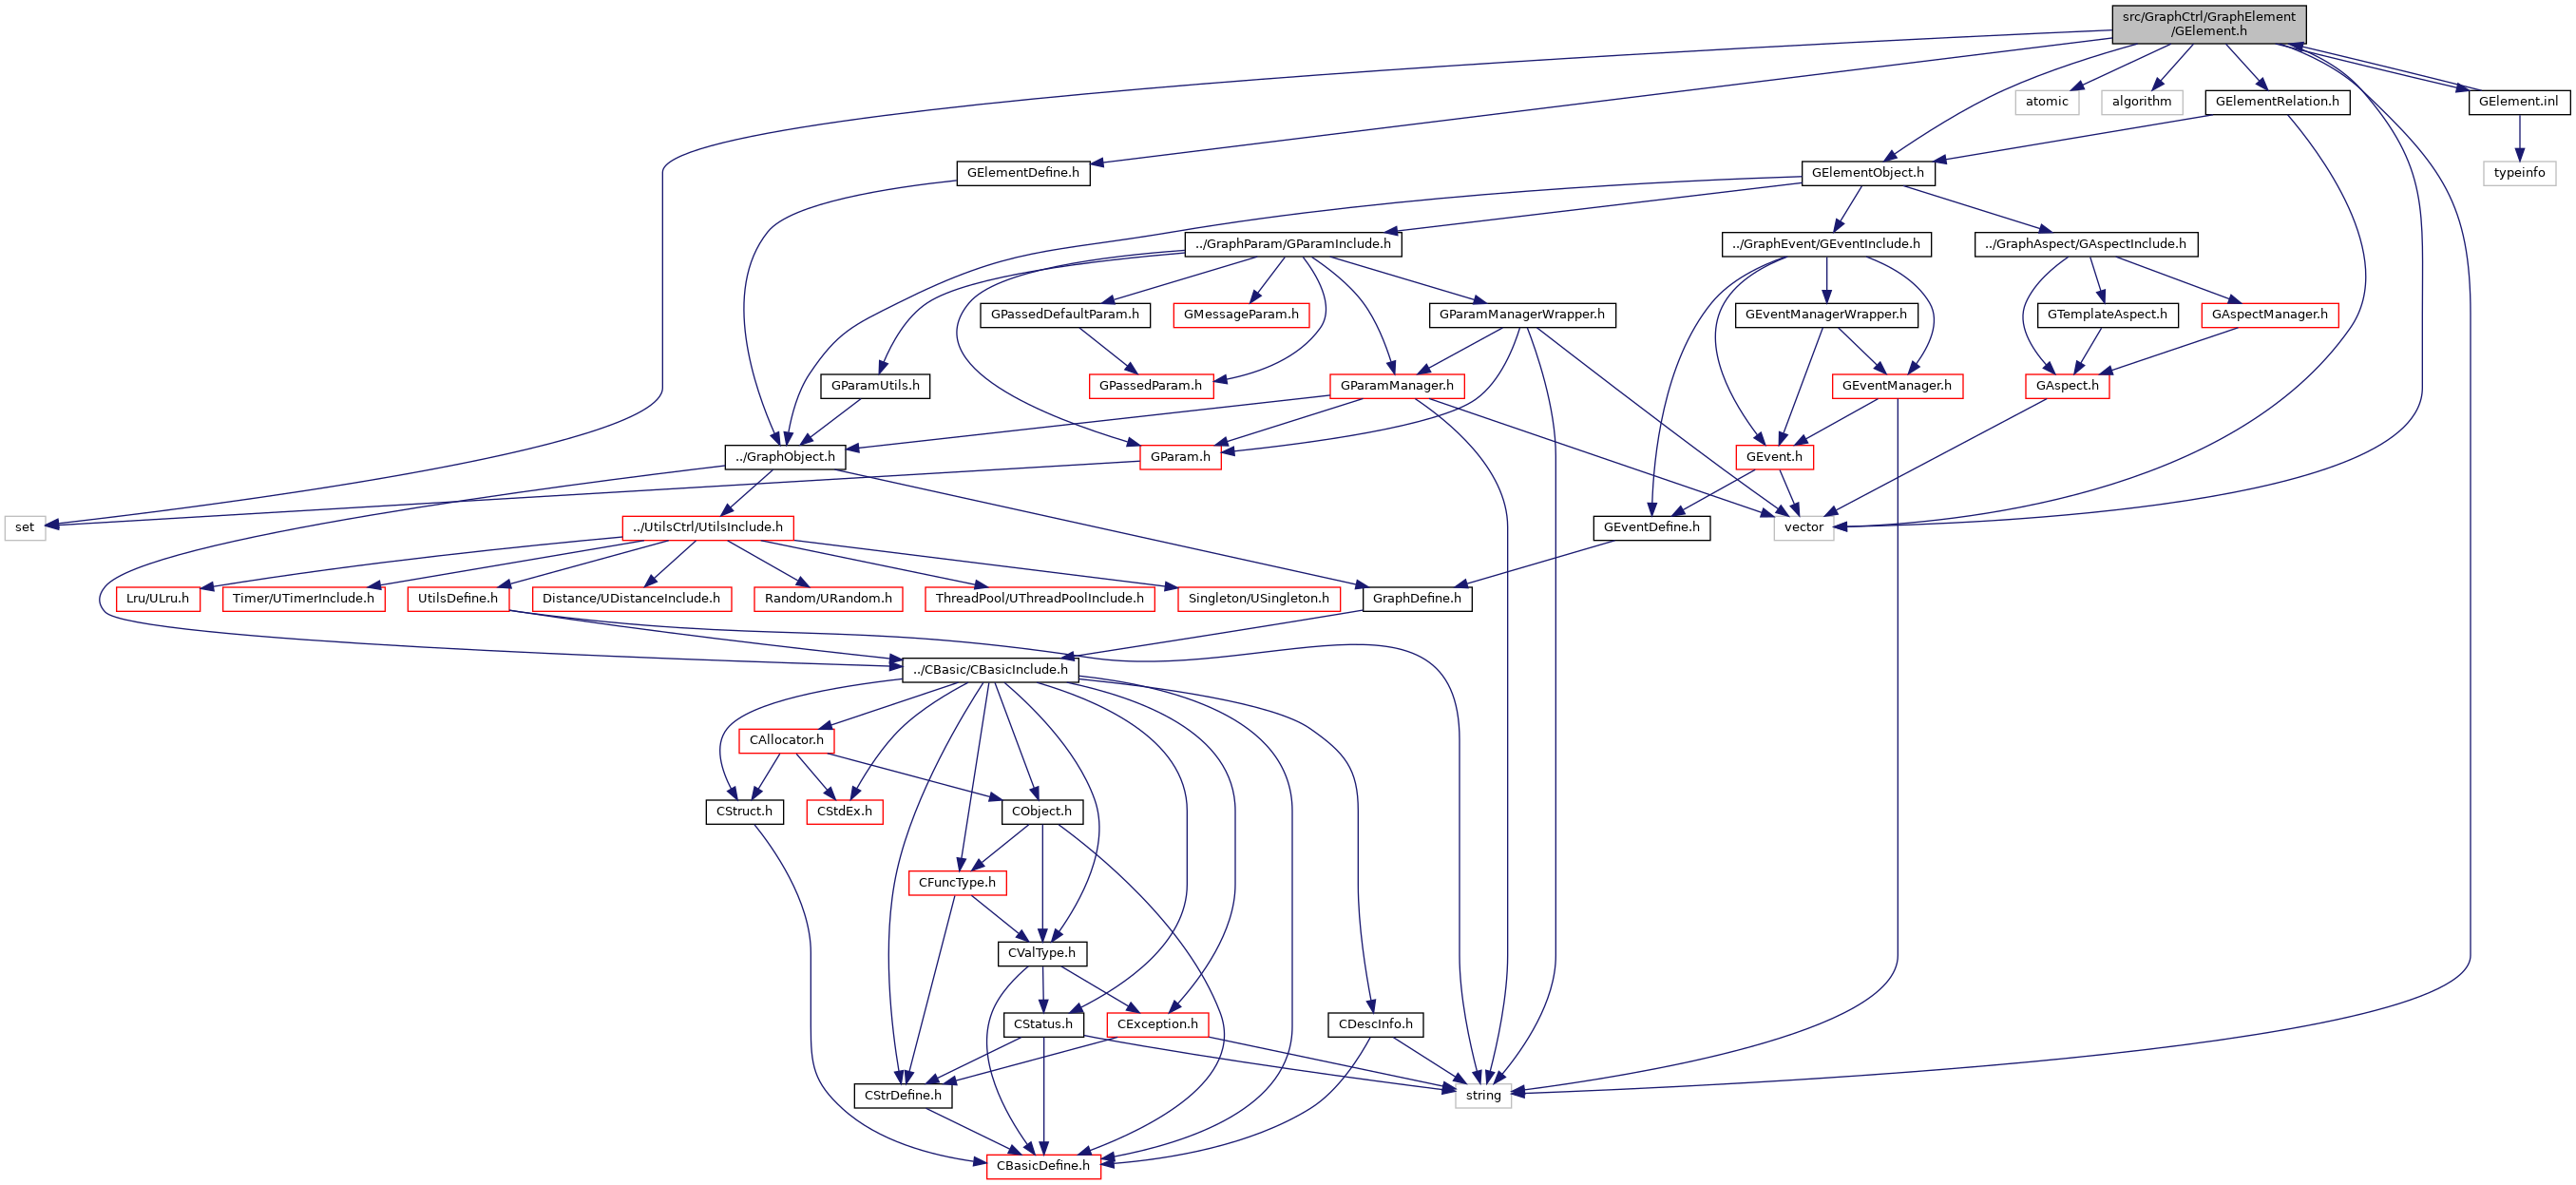 src/GraphCtrl/GraphElement
/GElement.h
atomic
algorithm
GElementRelation.h
GElement.inl
GElementDefine.h
GElementObject.h
typeinfo
../GraphParam/GParamInclude.h
../GraphEvent/GEventInclude.h
../GraphAspect/GAspectInclude.h
GPassedDefaultParam.h
GMessageParam.h
GParamManagerWrapper.h
GEventManagerWrapper.h
GTemplateAspect.h
GAspectManager.h
GParamUtils.h
GPassedParam.h
GParamManager.h
GEventManager.h
GAspect.h
../GraphObject.h
GParam.h
GEvent.h
set
../UtilsCtrl/UtilsInclude.h
GEventDefine.h
vector
Lru/ULru.h
Timer/UTimerInclude.h
UtilsDefine.h
Distance/UDistanceInclude.h
Random/URandom.h
ThreadPool/UThreadPoolInclude.h
Singleton/USingleton.h
GraphDefine.h
../CBasic/CBasicInclude.h
CAllocator.h
CStruct.h
CStdEx.h
CObject.h
CFuncType.h
CValType.h
CStatus.h
CException.h
CDescInfo.h
CStrDefine.h
string
CBasicDefine.h